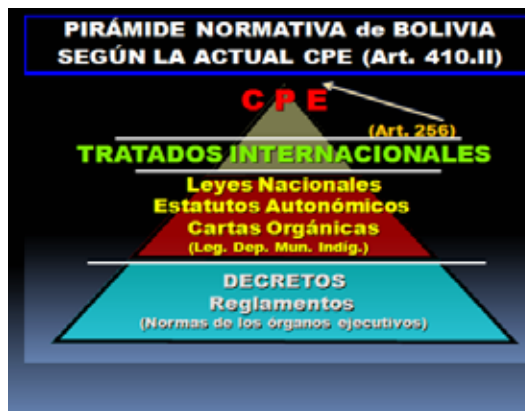 PIRÁMIDE NORMATIVA de BOLIVIA
SEGÚN LA ACTUAL CPE (Art. 410.II)
C P E
(Art. 256)
TRATADOS INTERNACIONALES
Leyes Nacionales
Estatutos Autonómicos
Cartas Orgánicas
(Leg. Dep. Mun. Indíg.)
DECRETOS
Reglamentos
(Normas de los órganos ejecutivos)